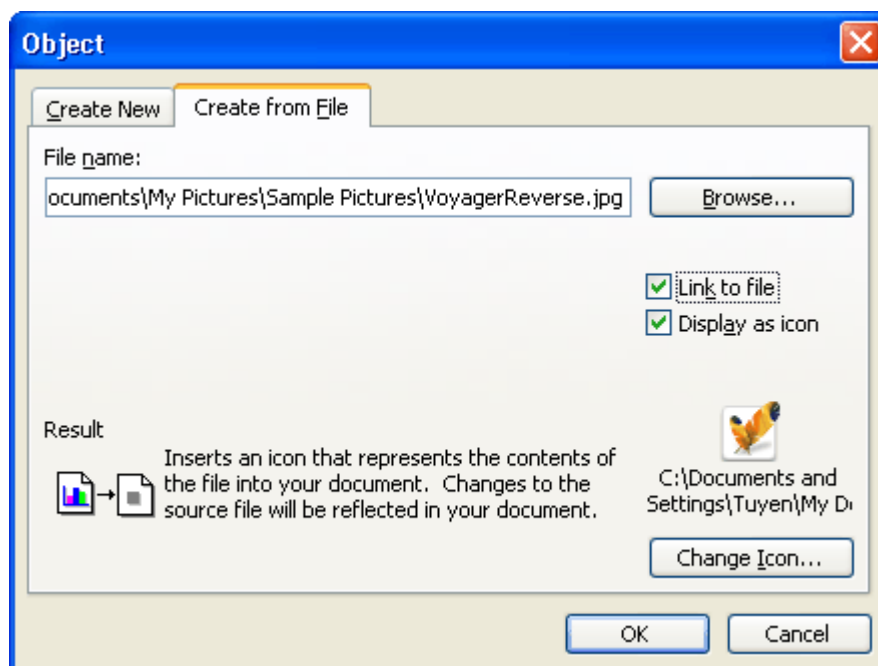 Object
Create New
Create from File
File name:
ocuments\My Pictures\Sample Pictures\VoyagerReverse.jpg
Browse...
Link to file
Display as icon
Result
Inserts an icon that represents the contents of
the file into your document. Changes to the
source file will be reflected in your document.
C:\Documents and
Settings\Tuyen\My D
Change Icon...
OK
Cancel